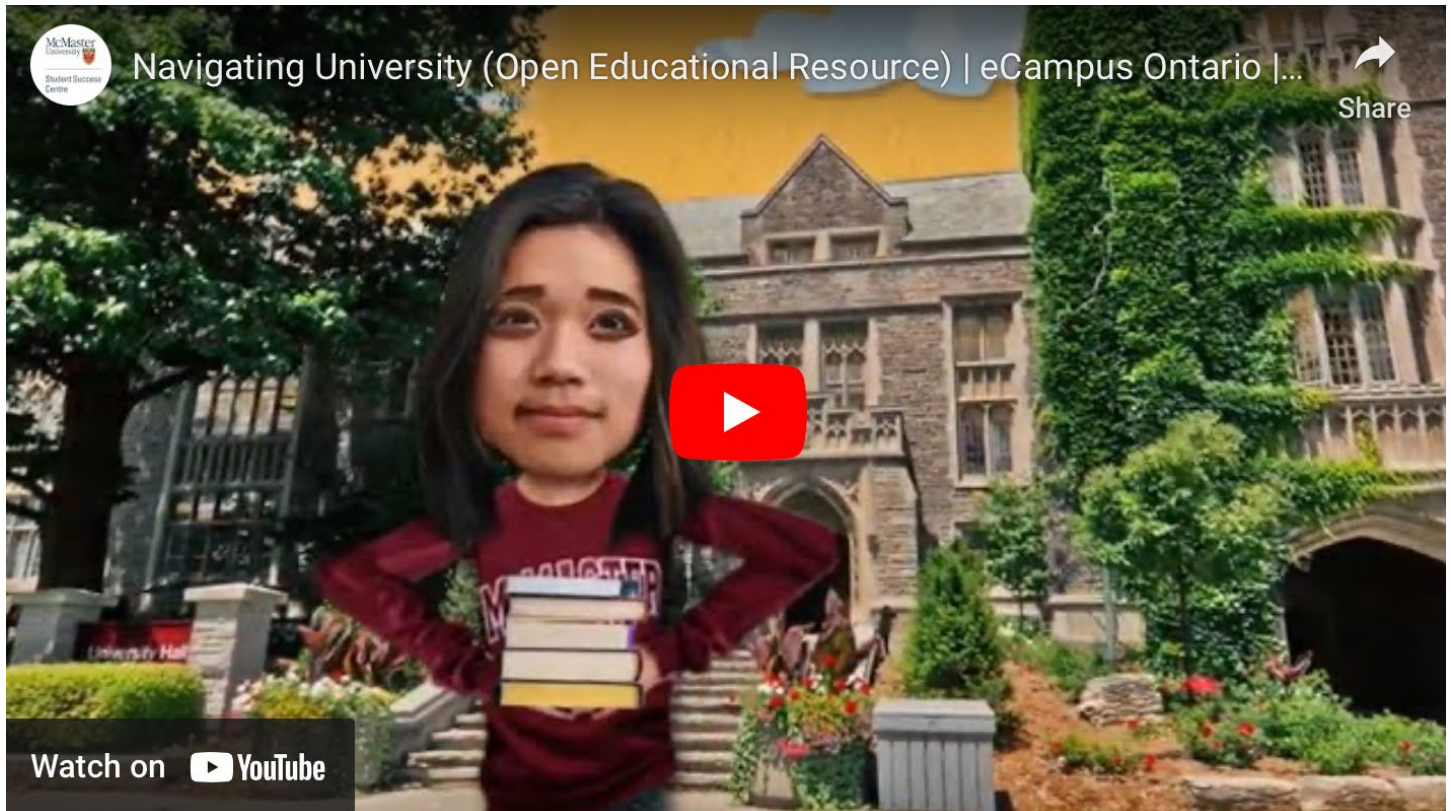 McMaster
University
Student Success
Centre
Navigating University (Open Educational Resource) | eCampus Ontario |...
Share
McMASTER
University Hall
Watch on YouTube